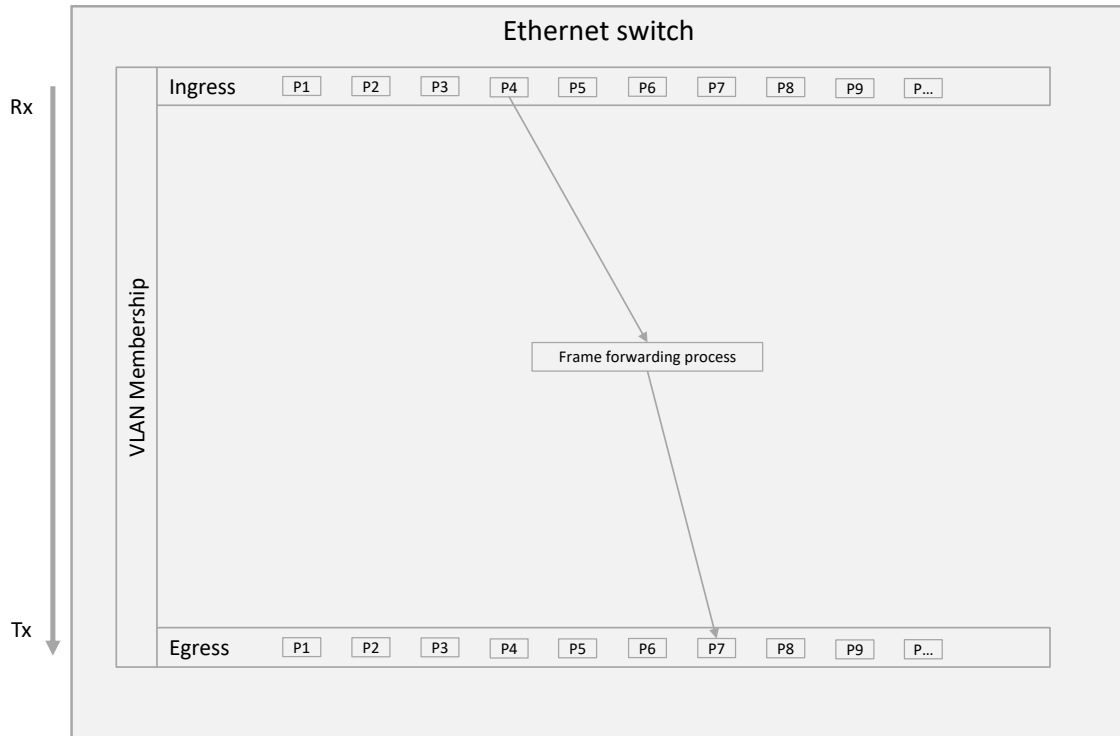 Ethernet switch
Rx
Ingress P1 P2 P3 P4 P5 P6 P7 P8 P9 P...
VLAN Membership
Frame forwarding process
Tx
Egress P1 P2 P3 P4 P5 P6 P7 P8 P9 P...